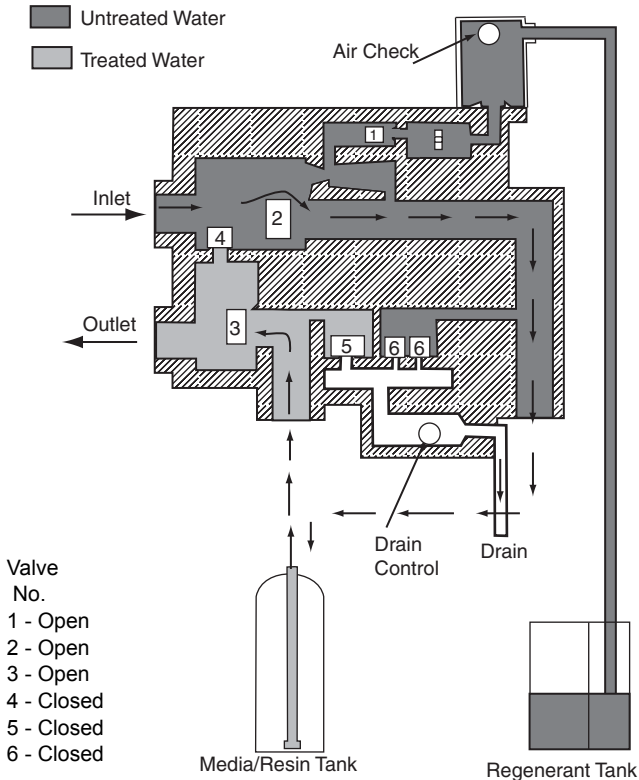 Untreated Water
Treated Water
Air Check
1
Inlet
2
4
Outlet
3
5
6 6
Drain
Control
Drain
Valve
No.
1 - Open
2 - Open
3 - Open
4 - Closed
5 - Closed
6 - Closed
Media/Resin Tank
Regenerant Tank